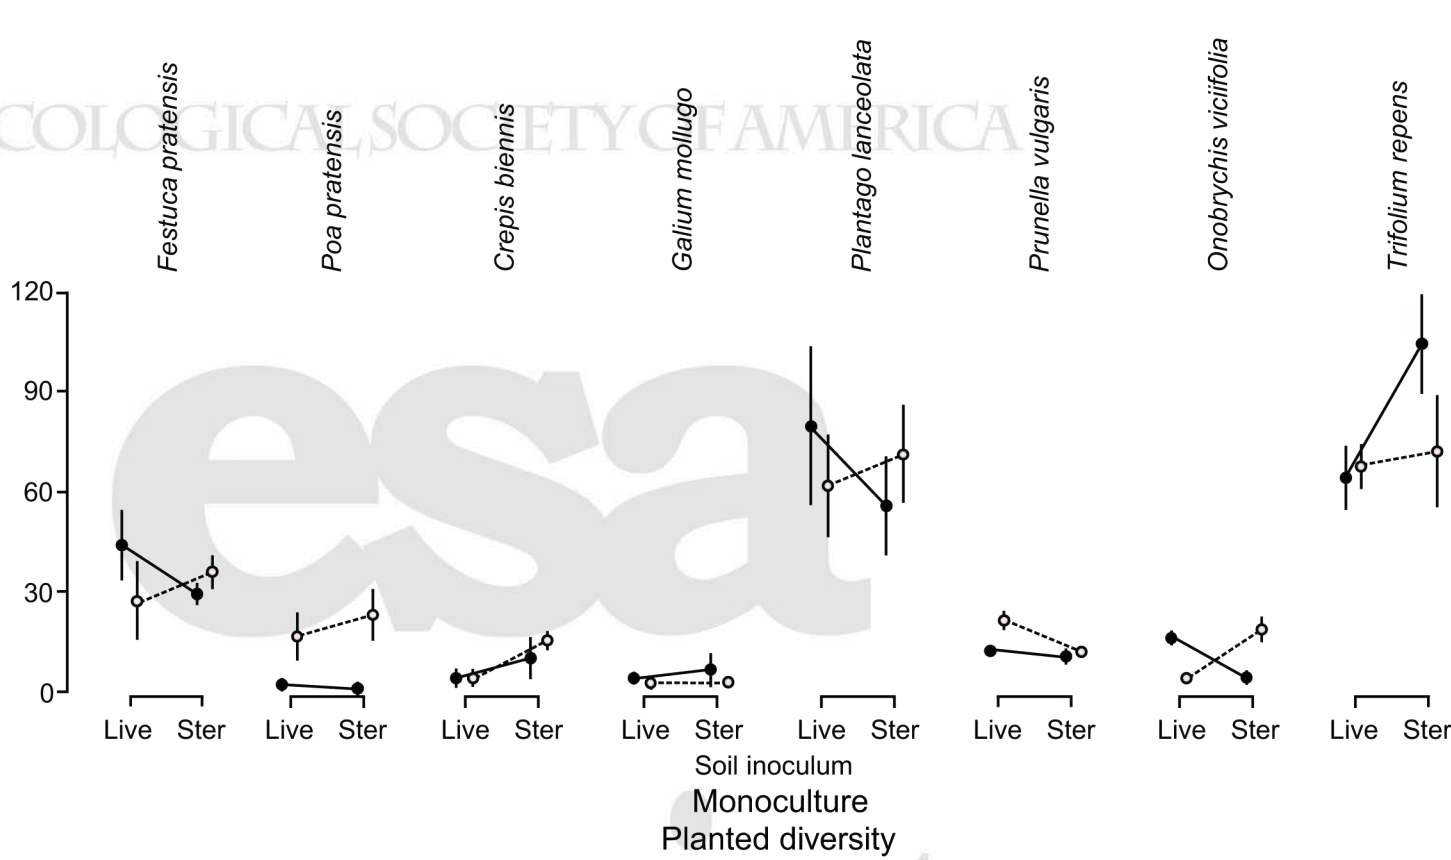 COLOGICAL SOCIETY OF AMERICA
Festuca pratensis
Poa pratensis
Crepis biennis
Galium mollugo
Plantago lanceolata
Prunella vulgaris
Onobrychis viciifolia
Trifolium repens
esa
120
90
60
30
0
Live Ster Live Ster Live Ster Live Ster Live Ster Live Ster Live Ster Live Ster
Soil inoculum
Monoculture
Planted diversity